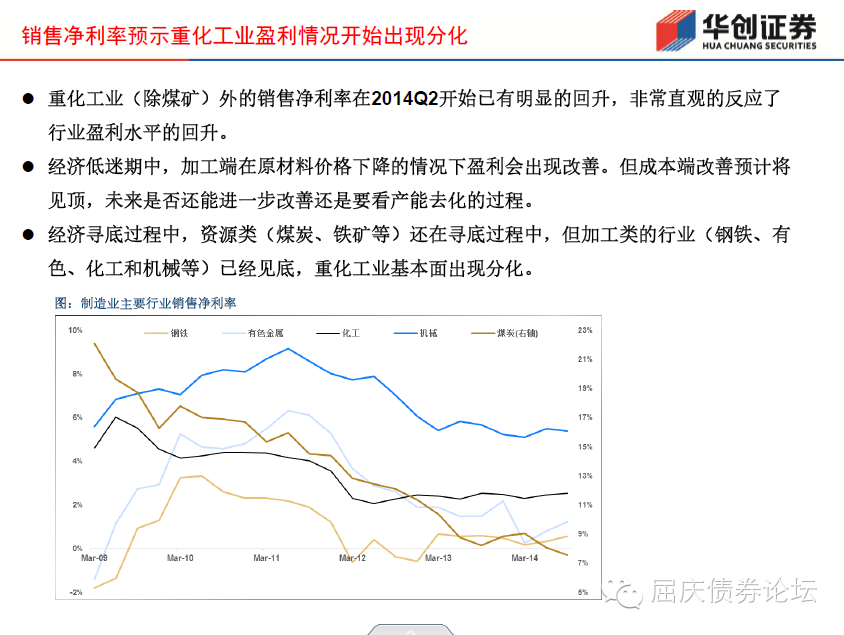 销售净利率预示重化工业盈利情况开始出现分化
华创证券
HUA CHUANG SECURITIES
● 重化工业（除煤矿）外的销售净利率在2014Q2开始已有明显的回升，非常直观的反应了
行业盈利水平的回升。
● 经济低迷期中，加工端在原材料价格下降的情况下盈利会出现改善。但成本端改善预计将
见顶，未来是否还能进一步改善还是要看产能去化的过程。
● 经济寻底过程中，资源类（煤炭、铁矿等）还在寻底过程中，但加工类的行业（钢铁、有
色、化工和机械等）已经见底，重化工业基本面出现分化。
图：制造业主要行业销售净利率
钢铁 有色金属 化工 机械 煤炭(右轴)
10% 23%
21%
8% 19%
6% 17%
15%
4% 13%
2% 11%
9%
0%
Mar-09 Mar-10 Mar-11 Mar-12 Mar-13 Mar-14
7%
-2% 5%
屈庆债券论坛